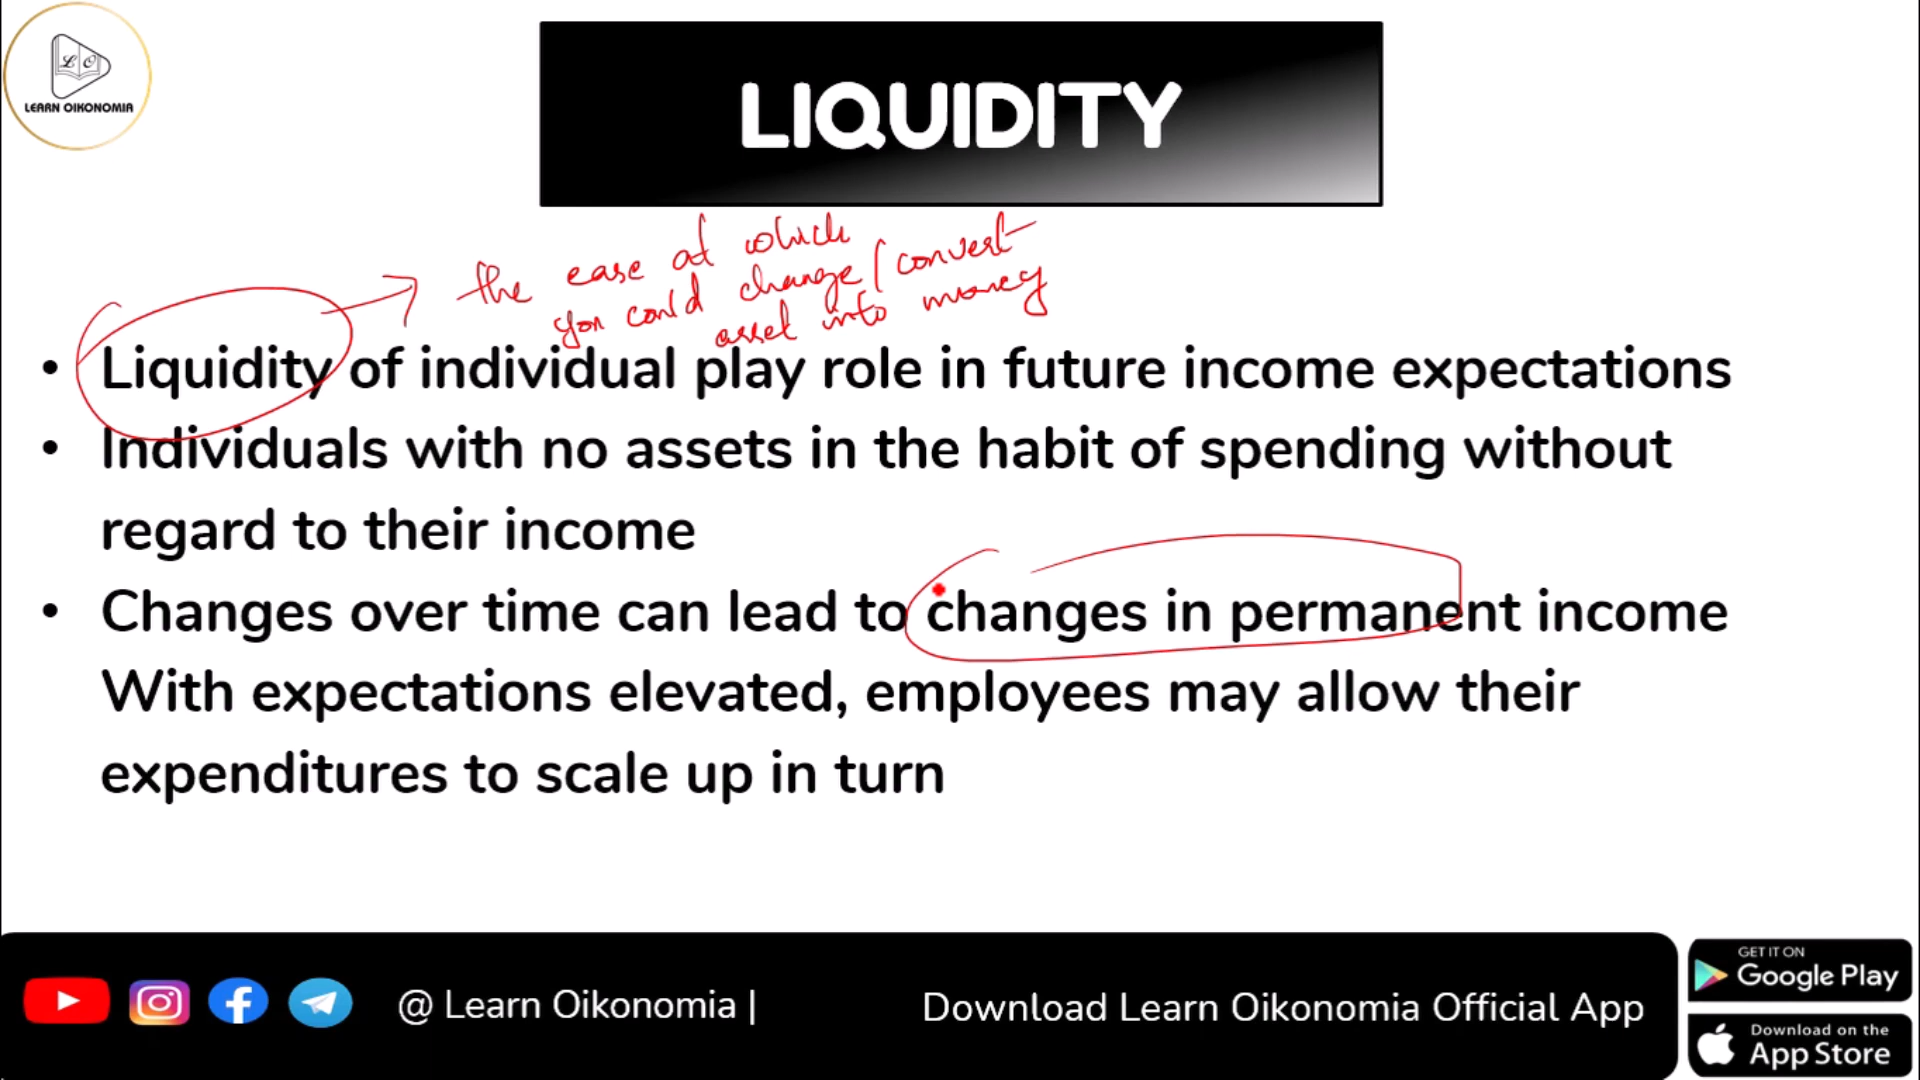 LO
LEARN OIKONOMIA
LIQUIDITY
the ease at which
you could change/convert
asset into money
• Liquidity of individual play role in future income expectations
• Individuals with no assets in the habit of spending without
regard to their income
• Changes over time can lead to changes in permanent income
With expectations elevated, employees may allow their
expenditures to scale up in turn
@ Learn Oikonomia |
Download Learn Oikonomia Official App
GET IT ON
Google Play
Download on the
App Store